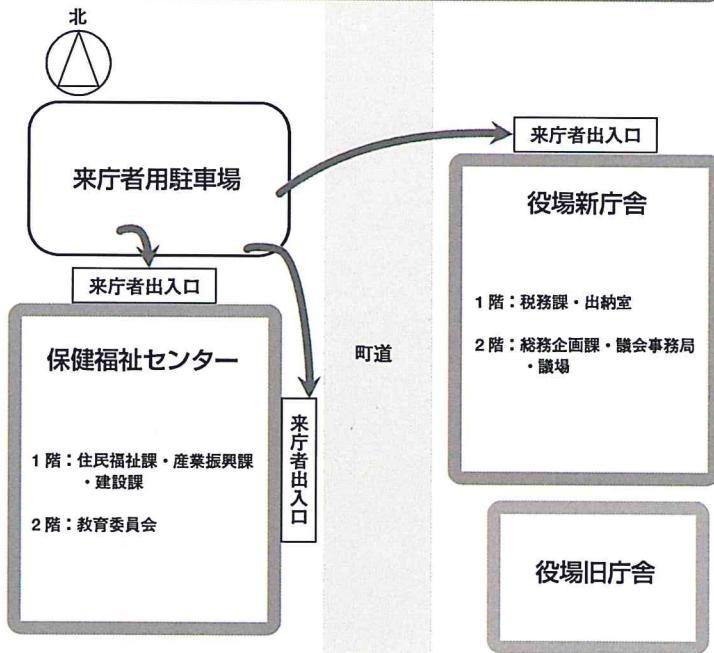 北
来庁者用駐車場
来庁者出入口
保健福祉センター
1階：住民福祉課・産業振興課
・建設課
2階：教育委員会
来庁者出入口
町道
来庁者出入口
役場新庁舎
1階：税務課・出納室
2階：総務企画課・議会事務局
・議場
役場旧庁舎